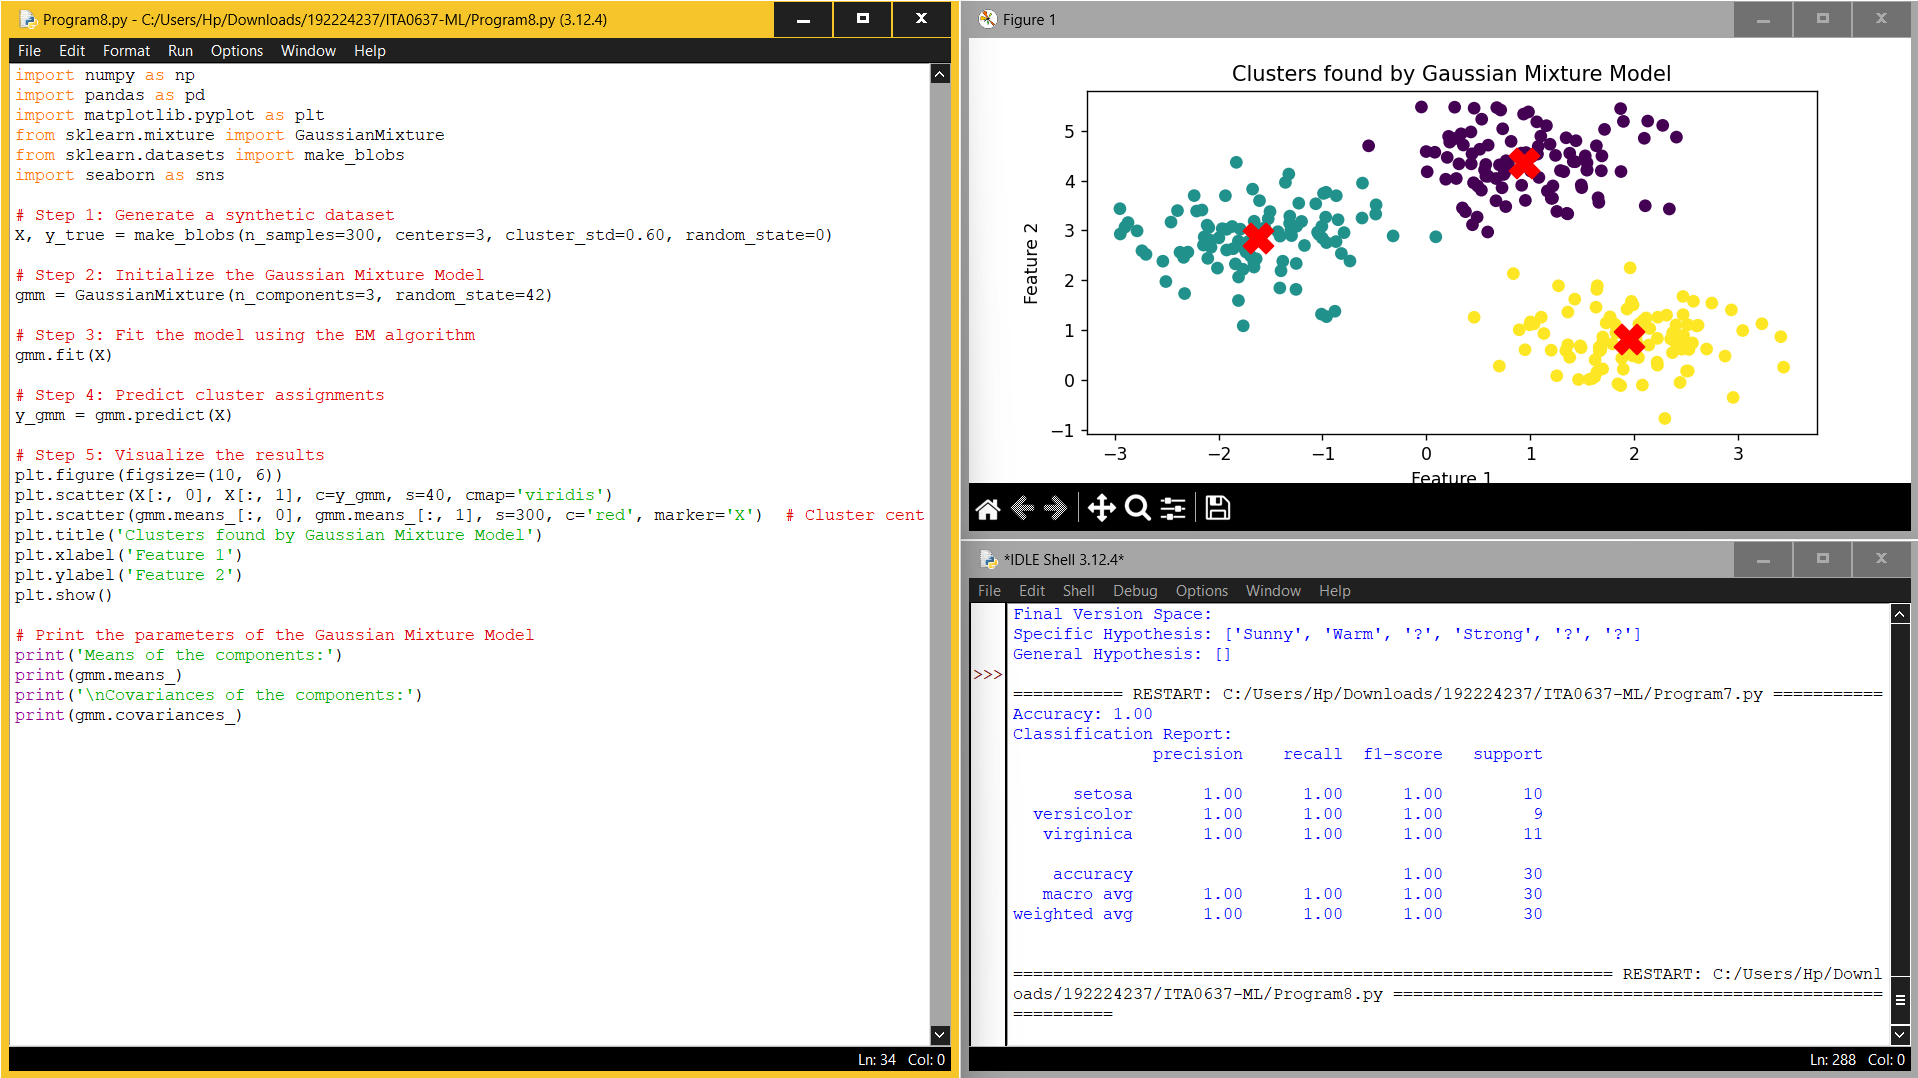 Program8.py - C:/Users/Hp/Downloads/192224237/ITA0637-ML/Program8.py (3.12.4)
File Edit Format Run Options Window Help
import numpy as np
import pandas as pd
import matplotlib.pyplot as plt
from sklearn.mixture import GaussianMixture
from sklearn.datasets import make_blobs
import seaborn as sns
# Step 1: Generate a synthetic dataset
X, y_true = make_blobs(n_samples=300, centers=3, cluster_std=0.60, random_state=0)
# Step 2: Initialize the Gaussian Mixture Model
gmm = GaussianMixture(n_components=3, random_state=42)
# Step 3: Fit the model using the EM algorithm
gmm.fit(X)
# Step 4: Predict cluster assignments
y_gmm = gmm.predict(X)
# Step 5: Visualize the results
plt.figure(figsize=(10, 6))
plt.scatter(X[:, 0], X[:, 1], c=y_gmm, s=40, cmap='viridis')
plt.scatter(gmm.means_[:, 0], gmm.means_[:, 1], s=300, c='red', marker='X')  # Cluster cent
plt.title('Clusters found by Gaussian Mixture Model')
plt.xlabel('Feature 1')
plt.ylabel('Feature 2')
plt.show()
# Print the parameters of the Gaussian Mixture Model
print('Means of the components:')
print(gmm.means_)
print('\nCovariances of the components:')
print(gmm.covariances_)
Ln: 34 Col: 0
Figure 1
Clusters found by Gaussian Mixture Model
Feature 2
5
4
3
2
1
0
−1
−3 −2 −1 0 1 2 3
Feature 1
*IDLE Shell 3.12.4*
File Edit Shell Debug Options Window Help
Final Version Space:
Specific Hypothesis: ['Sunny', 'Warm', '?', 'Strong', '?', '?']
General Hypothesis: []
>>>
=========== RESTART: C:/Users/Hp/Downloads/192224237/ITA0637-ML/Program7.py ===========
Accuracy: 1.00
Classification Report:
precision recall f1-score support
setosa 1.00 1.00 1.00 10
versicolor 1.00 1.00 1.00 9
virginica 1.00 1.00 1.00 11
accuracy 1.00 30
macro avg 1.00 1.00 1.00 30
weighted avg 1.00 1.00 1.00 30
============================================================ RESTART: C:/Users/Hp/Downl
oads/192224237/ITA0637-ML/Program8.py =================================================
==========
Ln: 288 Col: 0